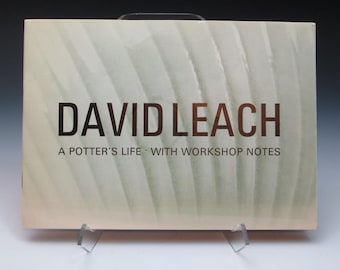 DAVID LEACH
A POTTER'S LIFE · WITH WORKSHOP NOTES